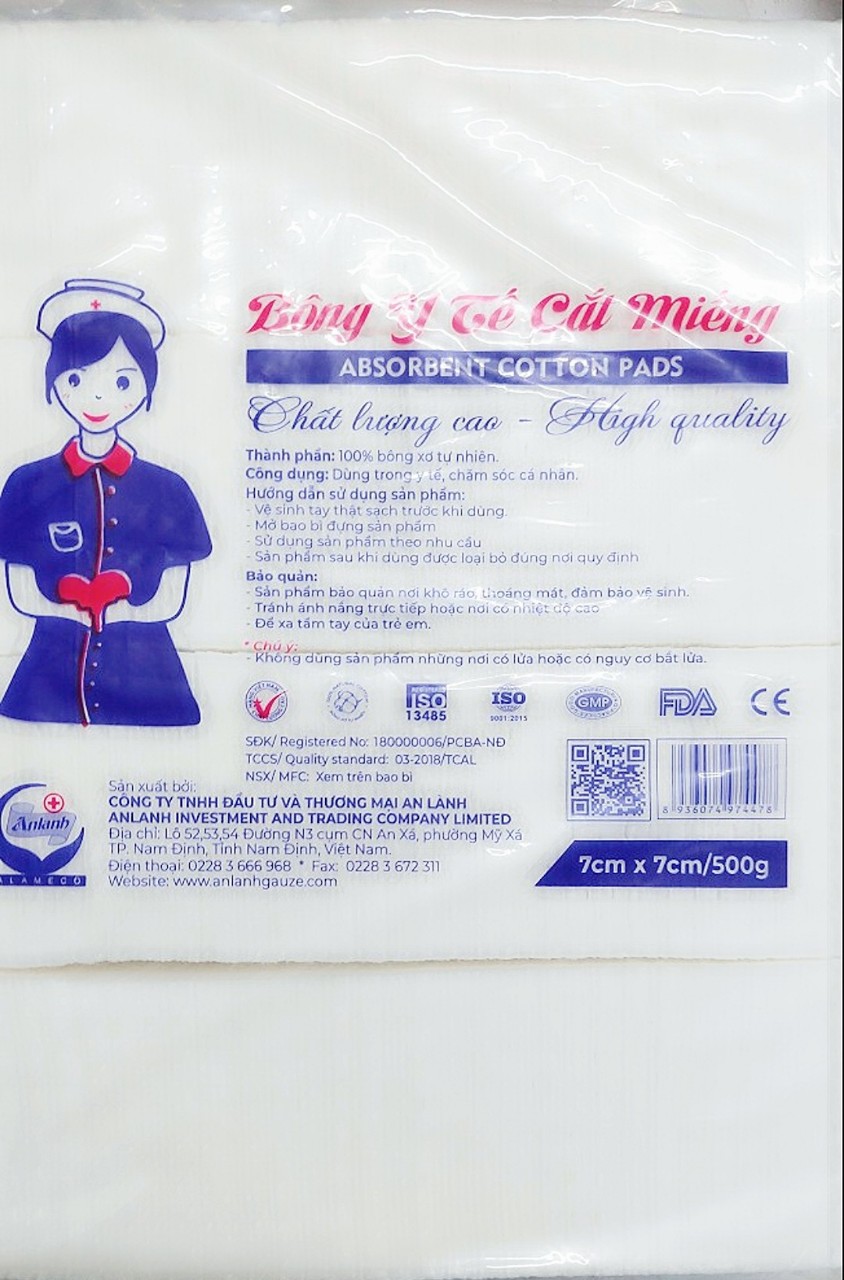 Bông Y Tế Cắt Miếng
ABSORBENT COTTON PADS
Chất lượng cao - High quality
Thành phần: 100% bông xơ tự nhiên.
Công dụng: Dùng trong y tế, chăm sóc cá nhân.
Hướng dẫn sử dụng sản phẩm:
- Vệ sinh tay thật sạch trước khi dùng.
- Mở bao bì đựng sản phẩm
- Sử dụng sản phẩm theo nhu cầu
- Sản phẩm sau khi dùng được loại bỏ đúng nơi quy định
Bảo quản:
- Sản phẩm bảo quản nơi khô ráo, thoáng mát, đảm bảo vệ sinh.
- Tránh ánh nắng trực tiếp hoặc nơi có nhiệt độ cao
- Để xa tầm tay của trẻ em.
* Chú ý:
- Không dùng sản phẩm những nơi có lửa hoặc có nguy cơ bắt lửa.
ISO
13485
ISO
9001:2015
GMP
FDA
CE
SĐK/ Registered No: 180000006/PCBA-NĐ
TCCS/ Quality standard: 03-2018/TCAL
NSX/ MFC: Xem trên bao bì
8 936074 974478
Sản xuất bởi:
CÔNG TY TNHH ĐẦU TƯ VÀ THƯƠNG MẠI AN LÀNH
ANLANH INVESTMENT AND TRADING COMPANY LIMITED
Địa chỉ: Lô 52,53,54 Đường N3 cụm CN An Xá, phường Mỹ Xá
TP. Nam Định, Tỉnh Nam Định, Việt Nam.
Điện thoại: 0228 3 666 968 * Fax: 0228 3 672 311
Website: www.anlanhgauze.com
Anlanh
ALAMECO
7cm x 7cm/500g